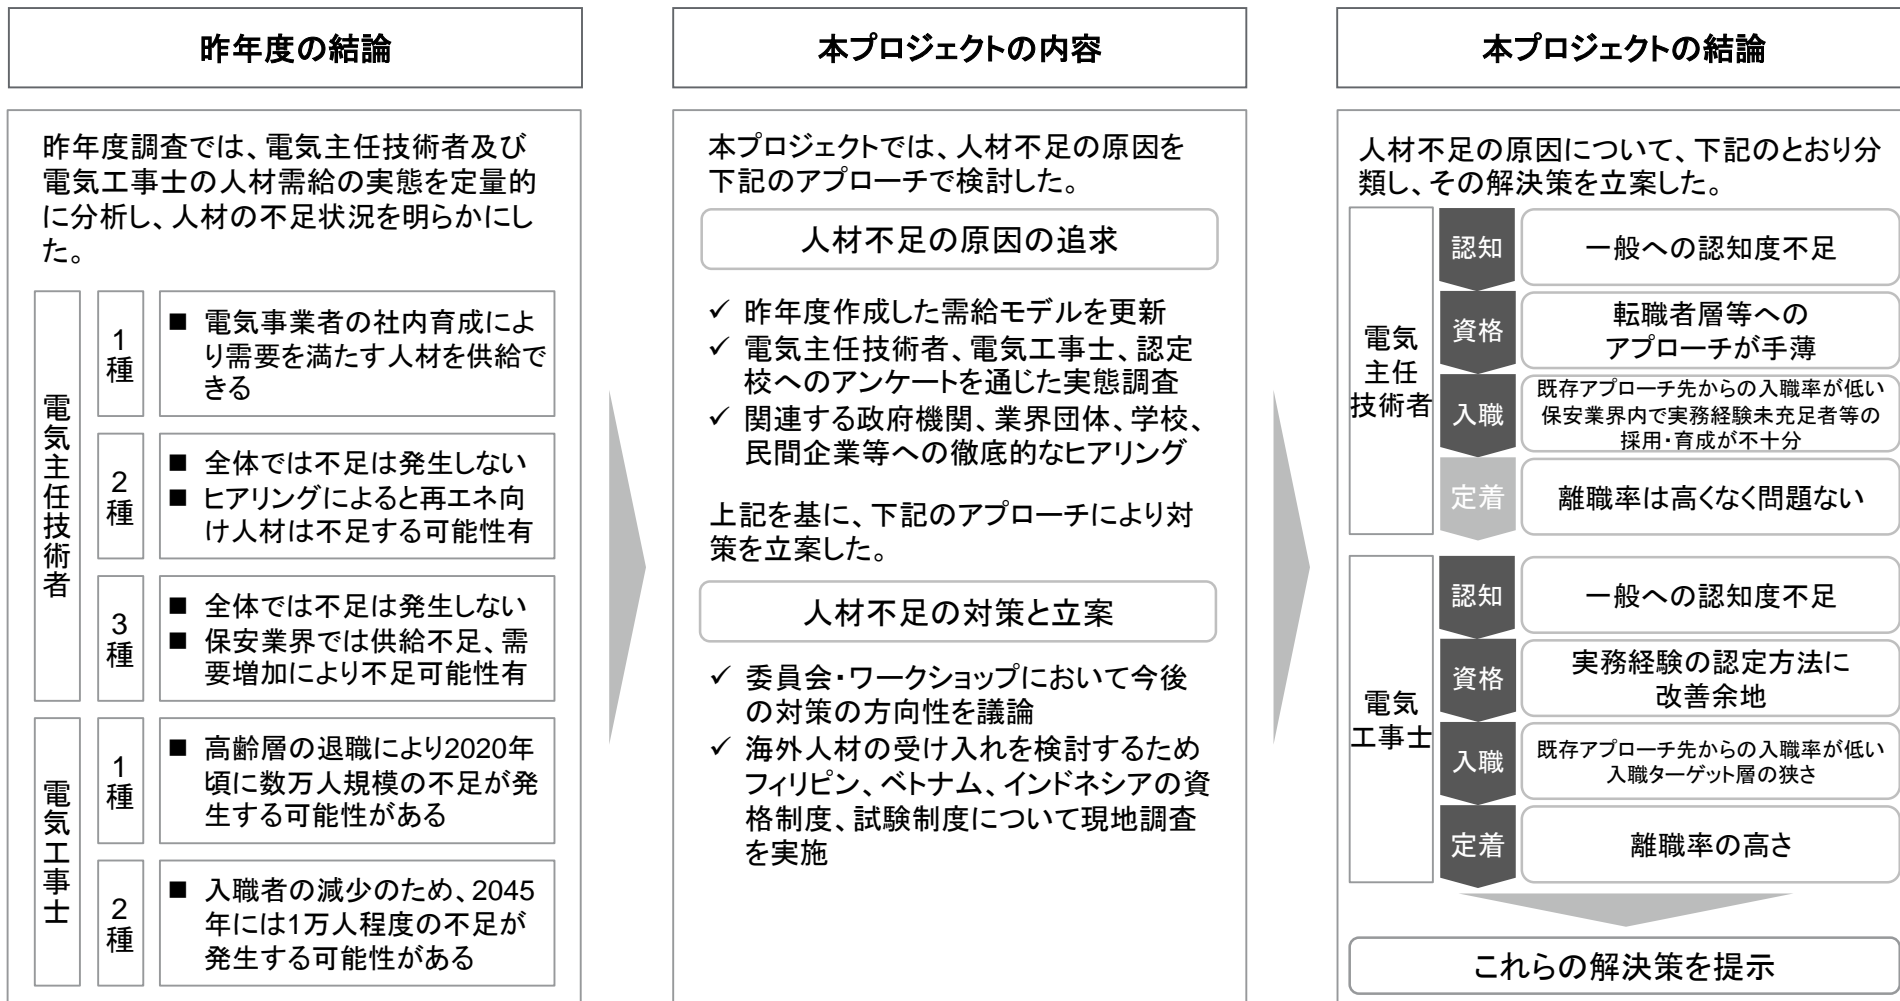 昨年度の結論
昨年度調査では、電気主任技術者及び
電気工事士の人材需給の実態を定量的
に分析し、人材の不足状況を明らかにし
た。
電気主任技術者
1
種
■ 電気事業者の社内育成によ
り需要を満たす人材を供給で
きる
2
種
■ 全体では不足は発生しない
■ ヒアリングによると再エネ向
け人材は不足する可能性有
3
種
■ 全体では不足は発生しない
■ 保安業界では供給不足、需
要増加により不足可能性有
電気工事士
1
種
■ 高齢層の退職により2020年
頃に数万人規模の不足が発
生する可能性がある
2
種
■ 入職者の減少のため、2045
年には1万人程度の不足が
発生する可能性がある
本プロジェクトの内容
本プロジェクトでは、人材不足の原因を
下記のアプローチで検討した。
人材不足の原因の追求
✓ 昨年度作成した需給モデルを更新
✓ 電気主任技術者、電気工事士、認定
校へのアンケートを通じた実態調査
✓ 関連する政府機関、業界団体、学校、
民間企業等への徹底的なヒアリング
上記を基に、下記のアプローチにより対
策を立案した。
人材不足の対策と立案
✓ 委員会・ワークショップにおいて今後
の対策の方向性を議論
✓ 海外人材の受け入れを検討するため
フィリピン、ベトナム、インドネシアの資
格制度、試験制度について現地調査
を実施
本プロジェクトの結論
人材不足の原因について、下記のとおり分
類し、その解決策を立案した。
電気
主任
技術者
認知
一般への認知度不足
資格
転職者層等への
アプローチが手薄
入職
既存アプローチ先からの入職率が低い
保安業界内で実務経験未充足者等の
採用・育成が不十分
定着
離職率は高くなく問題ない
電気
工事士
認知
一般への認知度不足
資格
実務経験の認定方法に
改善余地
入職
既存アプローチ先からの入職率が低い
入職ターゲット層の狭さ
定着
離職率の高さ
これらの解決策を提示